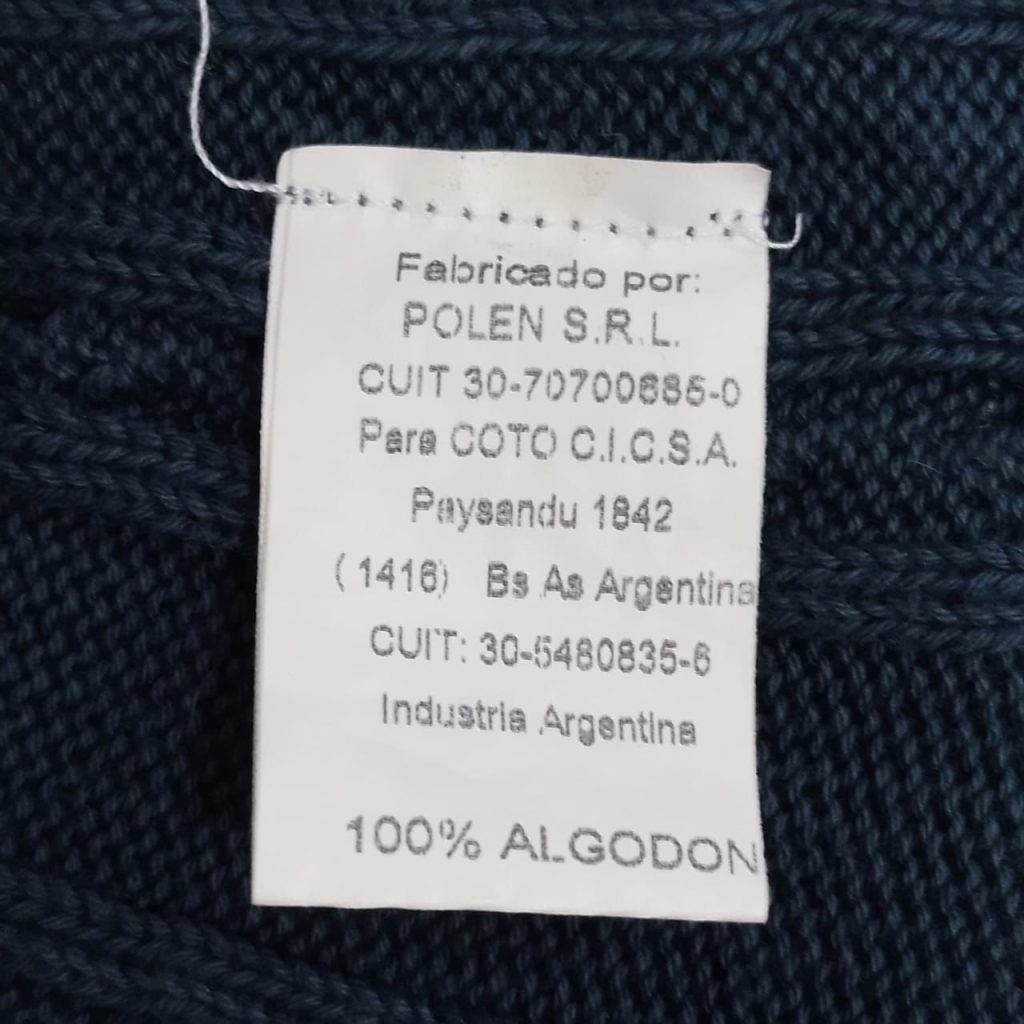 Fabricado por:
POLEN S.R.L.
CUIT 30-70700685-0
Para COTO C.I.C.S.A.
Paysandu 1842
(1416) Bs As Argentina
CUIT: 30-5480835-6
Industria Argentina
100% ALGODON